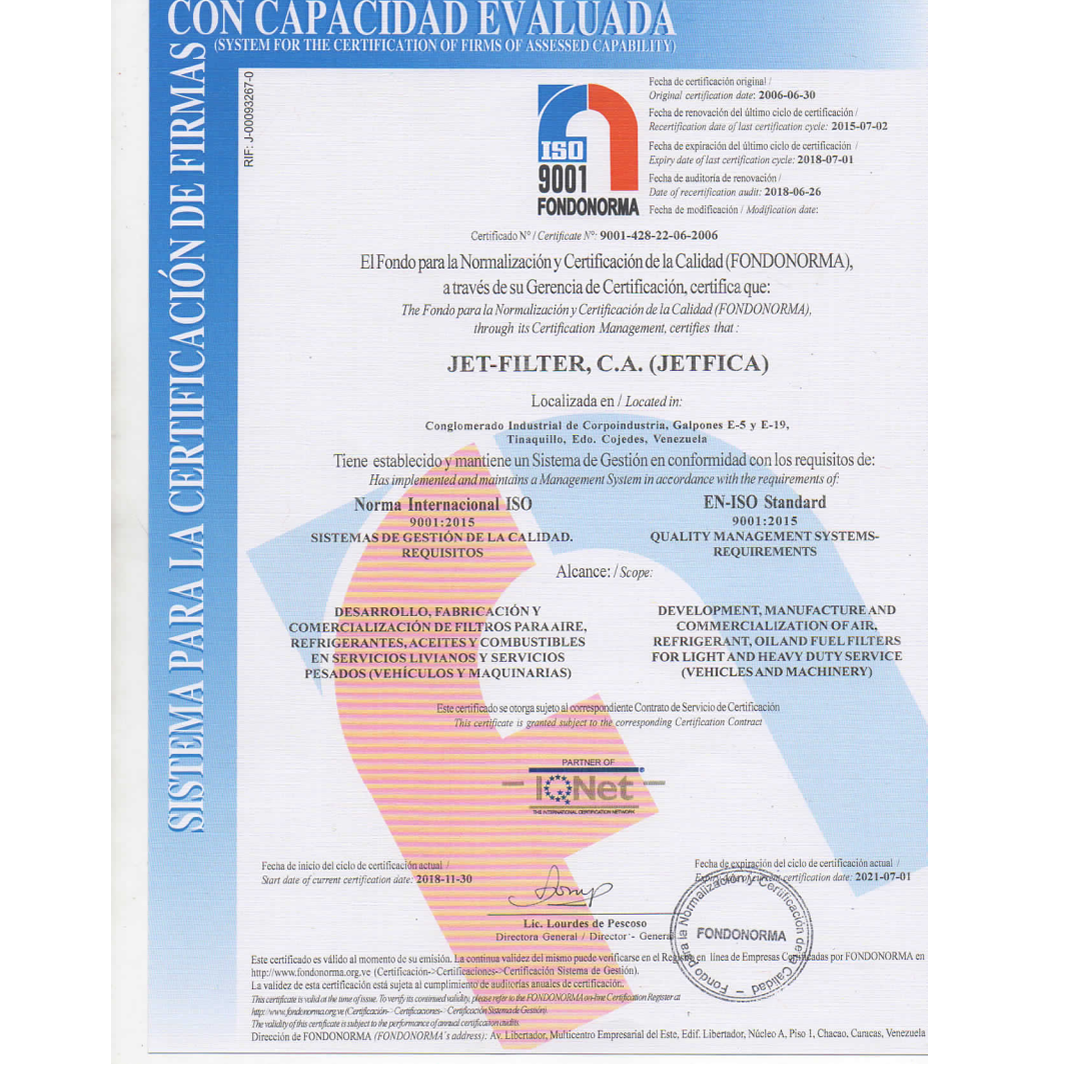 CON CAPACIDAD EVALUADA
(SYSTEM FOR THE CERTIFICATION OF FIRMS OF ASSESSED CAPABILITY)
SISTEMA PARA LA CERTIFICACIÓN DE FIRMAS
RIF: J-00093267-0
ISO
9001
FONDONORMA
Fecha de certificación original /
Original certification date: 2006-06-30
Fecha de renovación del último ciclo de certificación /
Recertification date of last certification cycle: 2015-07-02
Fecha de expiración del último ciclo de certificación /
Expiry date of last certification cycle: 2018-07-01
Fecha de auditoria de renovación /
Date of recertification audit: 2018-06-26
Fecha de modificación / Modification date:
Certificado N° / Certificate N°: 9001-428-22-06-2006
El Fondo para la Normalización y Certificación de la Calidad (FONDONORMA),
a través de su Gerencia de Certificación, certifica que:
The Fondo para la Normalización y Certificación de la Calidad (FONDONORMA),
through its Certification Management, certifies that :
JET-FILTER, C.A. (JETFICA)
Localizada en / Located in:
Conglomerado Industrial de Corpoindustria, Galpones E-5 y E-19,
Tinaquillo, Edo. Cojedes, Venezuela
Tiene establecido y mantiene un Sistema de Gestión en conformidad con los requisitos de:
Has implemented and maintains a Management System in accordance with the requirements of:
Norma Internacional ISO
9001:2015
SISTEMAS DE GESTIÓN DE LA CALIDAD.
REQUISITOS
EN-ISO Standard
9001:2015
QUALITY MANAGEMENT SYSTEMS-
REQUIREMENTS
Alcance: / Scope:
DESARROLLO, FABRICACIÓN Y
COMERCIALIZACIÓN DE FILTROS PARA AIRE,
REFRIGERANTES, ACEITES Y COMBUSTIBLES
EN SERVICIOS LIVIANOS Y SERVICIOS
PESADOS (VEHÍCULOS Y MAQUINARIAS)
DEVELOPMENT, MANUFACTURE AND
COMMERCIALIZATION OF AIR,
REFRIGERANT, OIL AND FUEL FILTERS
FOR LIGHT AND HEAVY DUTY SERVICE
(VEHICLES AND MACHINERY)
Este certificado se otorga sujeto al correspondiente Contrato de Servicio de Certificación
This certificate is granted subject to the corresponding Certification Contract
PARTNER OF
IQNet
THE INTERNATIONAL CERTIFICATION NETWORK
Fecha de inicio del ciclo de certificación actual /
Start date of current certification date: 2018-11-30
Fecha de expiración del ciclo de certificación actual /
Expiry date of current certification date: 2021-07-01
Lic. Lourdes de Pescoso
Directora General / Director - General
Fondo para la Normalización y Certificación de la Calidad
FONDONORMA
Este certificado es válido al momento de su emisión. La continua validez del mismo puede verificarse en el Registro en línea de Empresas Certificadas por FONDONORMA en
http://www.fondonorma.org.ve (Certificación->Certificaciones->Certificación Sistema de Gestión).
La validez de esta certificación está sujeta al cumplimiento de auditorías anuales de certificación.
This certificate is valid at the time of issue. To verify its continued validity, please refer to the FONDONORMA on-line Certification Register at
http://www.fondonorma.org.ve (Certificación-> Certificaciones-> Certificación Sistema de Gestión).
The validity of this certificate is subject to the performance of annual certification audits.
Dirección de FONDONORMA (FONDONORMA's address): Av. Libertador, Multicentro Empresarial del Este, Edif. Libertador, Núcleo A, Piso 1, Chacao, Caracas, Venezuela